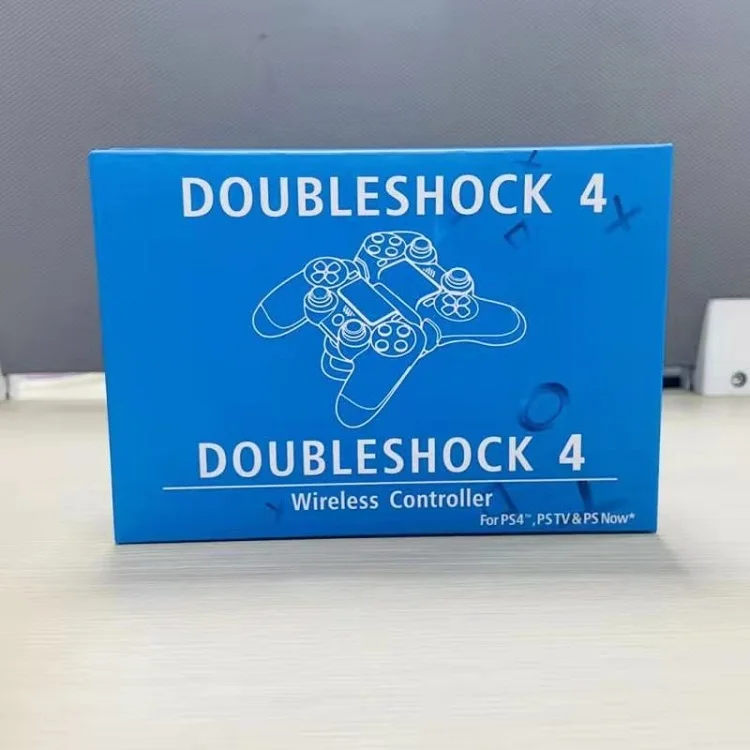 DOUBLESHOCK 4
DOUBLESHOCK 4
Wireless Controller
For PS4™, PS TV & PS Now*